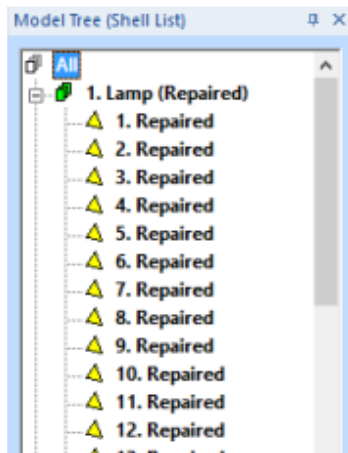 Model Tree (Shell List)
All
1. Lamp (Repaired)
1. Repaired
2. Repaired
3. Repaired
4. Repaired
5. Repaired
6. Repaired
7. Repaired
8. Repaired
9. Repaired
10. Repaired
11. Repaired
12. Repaired